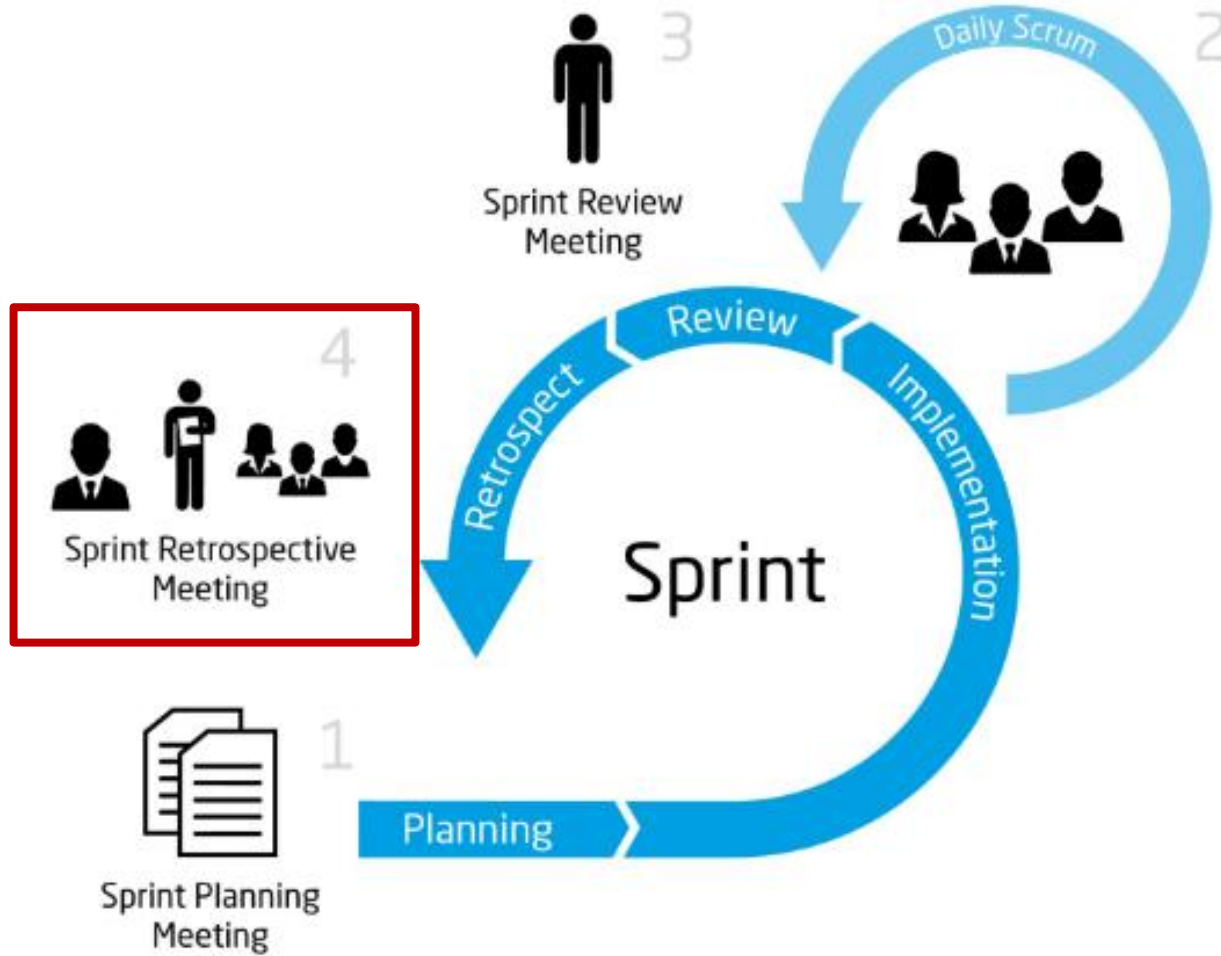 3
Daily Scrum
2
Sprint Review
Meeting
Review
4
Retrospect
Implementation
Sprint Retrospective
Meeting
Sprint
1
Planning
Sprint Planning
Meeting